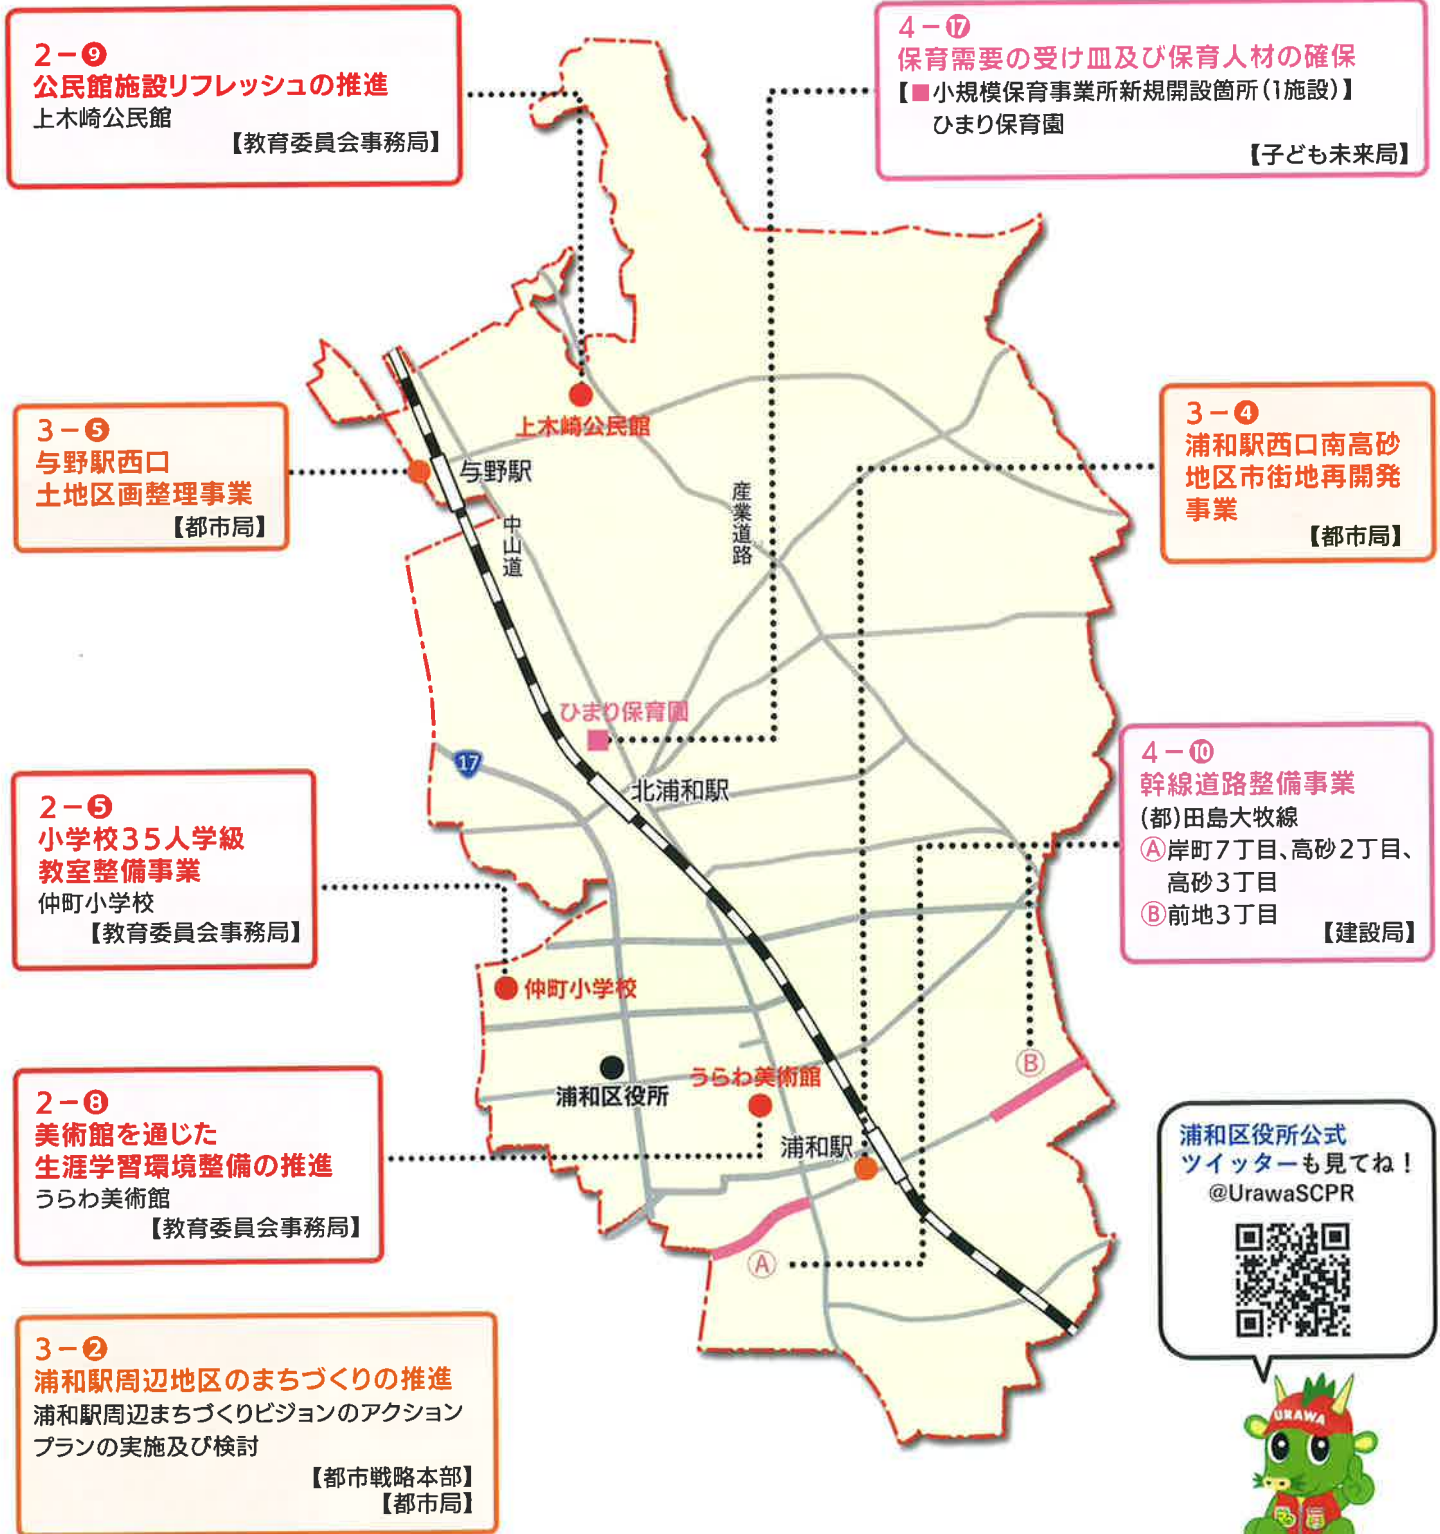 2-❾
公民館施設リフレッシュの推進
上木崎公民館
【教育委員会事務局】
4-⓱
保育需要の受け皿及び保育人材の確保
【■小規模保育事業所新規開設箇所(1施設)】
ひまり保育園
【子ども未来局】
3-❺
与野駅西口
土地区画整理事業
【都市局】
3-❹
浦和駅西口南高砂
地区市街地再開発
事業
【都市局】
2-❺
小学校35人学級
教室整備事業
仲町小学校
【教育委員会事務局】
4-❿
幹線道路整備事業
(都)田島大牧線
Ⓐ岸町7丁目、高砂2丁目、
高砂3丁目
Ⓑ前地3丁目
【建設局】
2-❽
美術館を通じた
生涯学習環境整備の推進
うらわ美術館
【教育委員会事務局】
3-❷
浦和駅周辺地区のまちづくりの推進
浦和駅周辺まちづくりビジョンのアクション
プランの実施及び検討
【都市戦略本部】
【都市局】
上木崎公民館
与野駅
中山道
産業道路
ひまり保育園
17
北浦和駅
仲町小学校
浦和区役所
うらわ美術館
浦和駅
Ⓐ
Ⓑ
浦和区役所公式
ツイッターも見てね!
@UrawaSCPR
URAWA